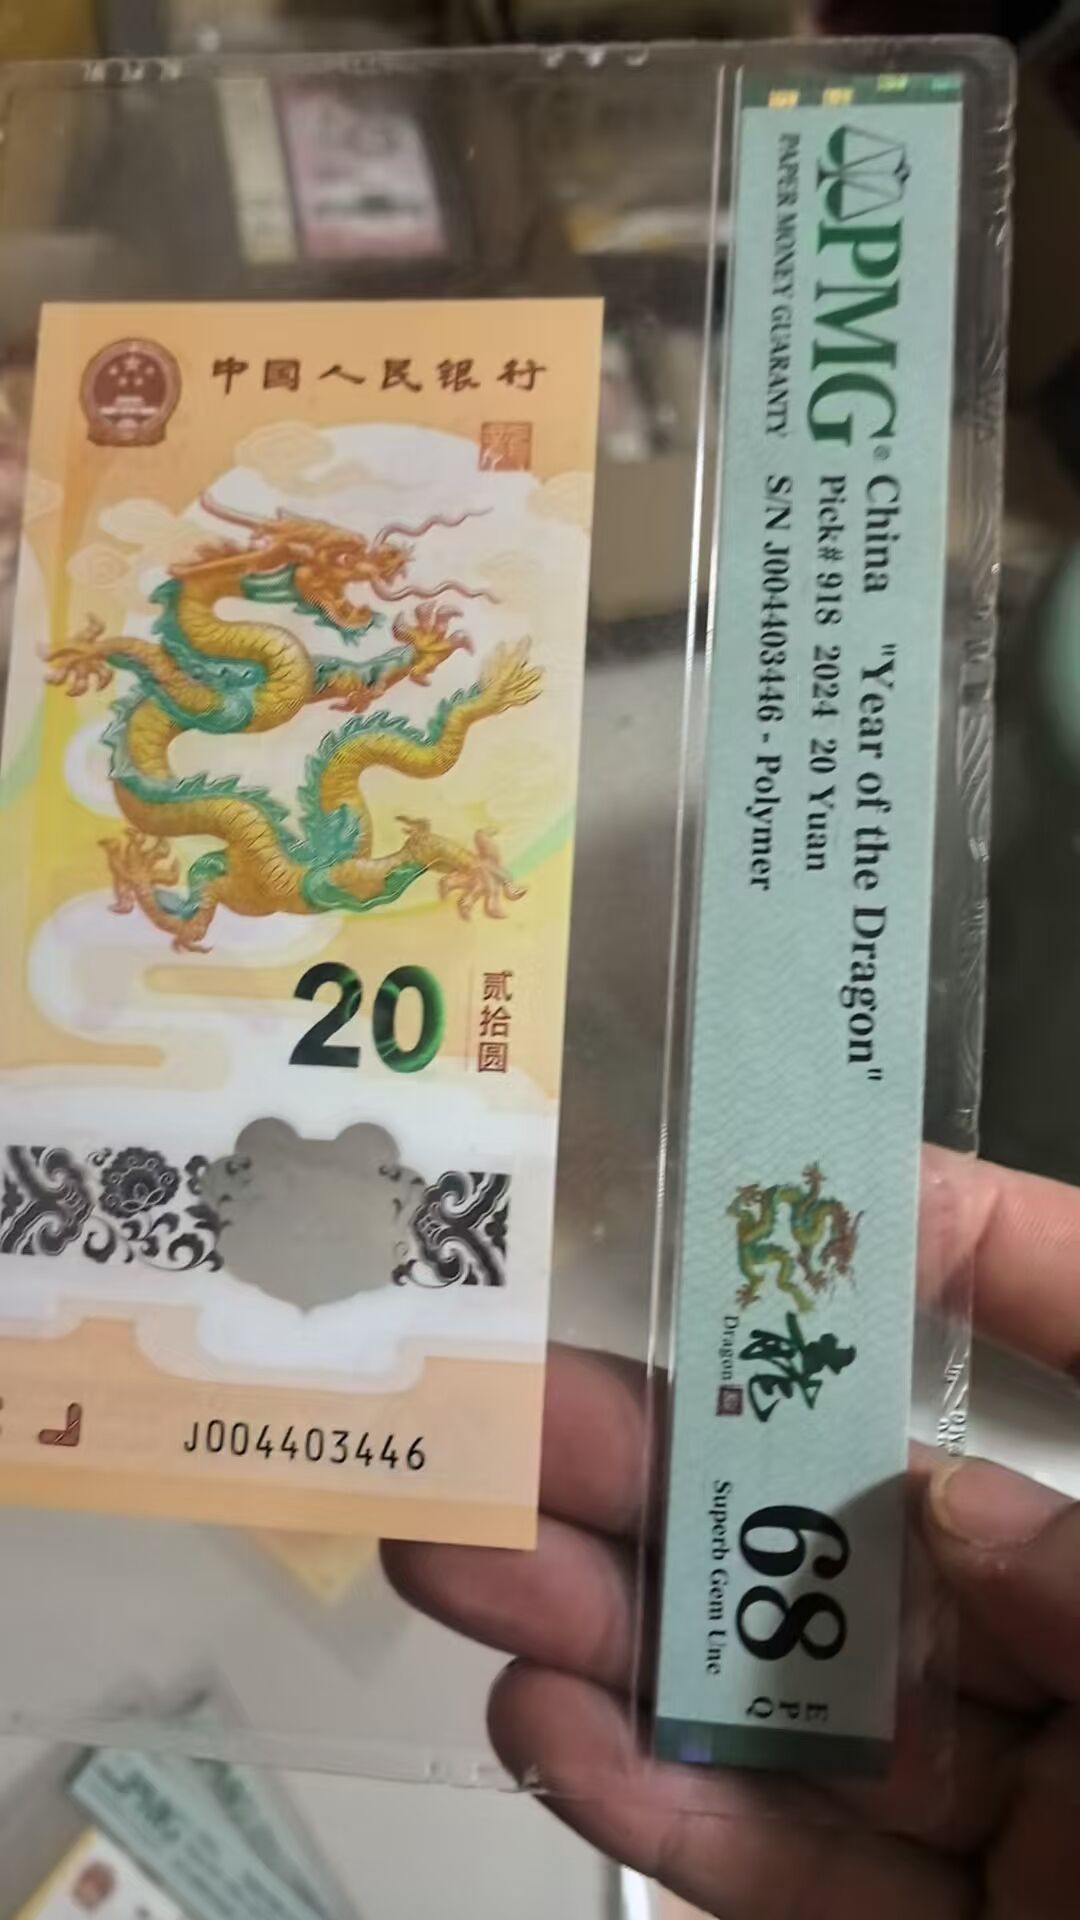 中国人民银行
龍
20
贰拾圆
J004403446
PMG®
PAPER MONEY GUARANTY
China "Year of the Dragon"
Pick# 918 2024 20 Yuan
S/N J004403446 - Polymer
龍
Dragon
68 EPQ
Superb Gem Unc